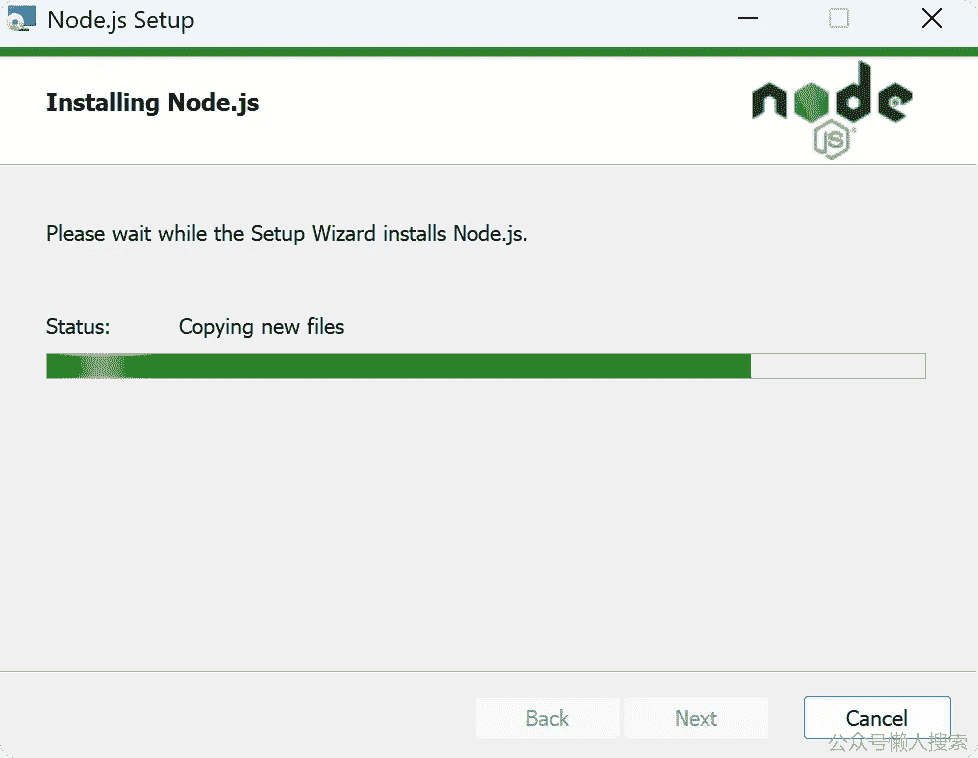 Node.js Setup
Installing Node.js
node
JS
Please wait while the Setup Wizard installs Node.js.
Status: Copying new files
Back Next Cancel
公众号懒人搜索